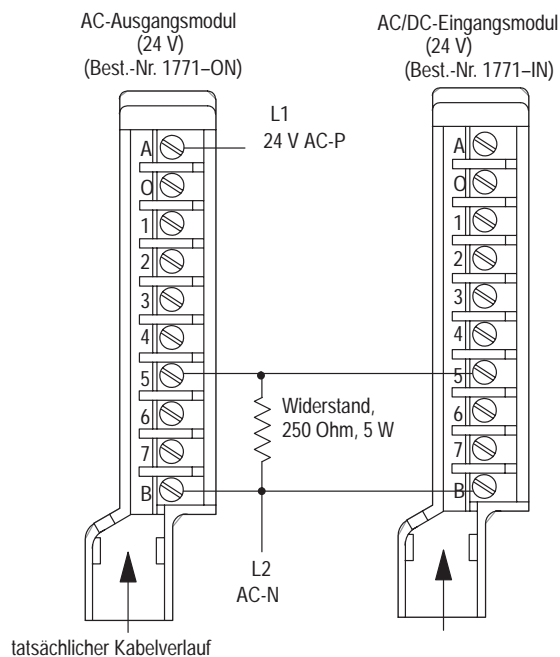 AC-Ausgangsmodul
(24 V)
(Best.-Nr. 1771–ON)
AC/DC-Eingangsmodul
(24 V)
(Best.-Nr. 1771–IN)
L1
24 V AC-P
A
O
1
2
3
4
5
6
7
B
A
O
1
2
3
4
5
6
7
B
Widerstand,
250 Ohm, 5 W
L2
AC-N
tatsächlicher Kabelverlauf